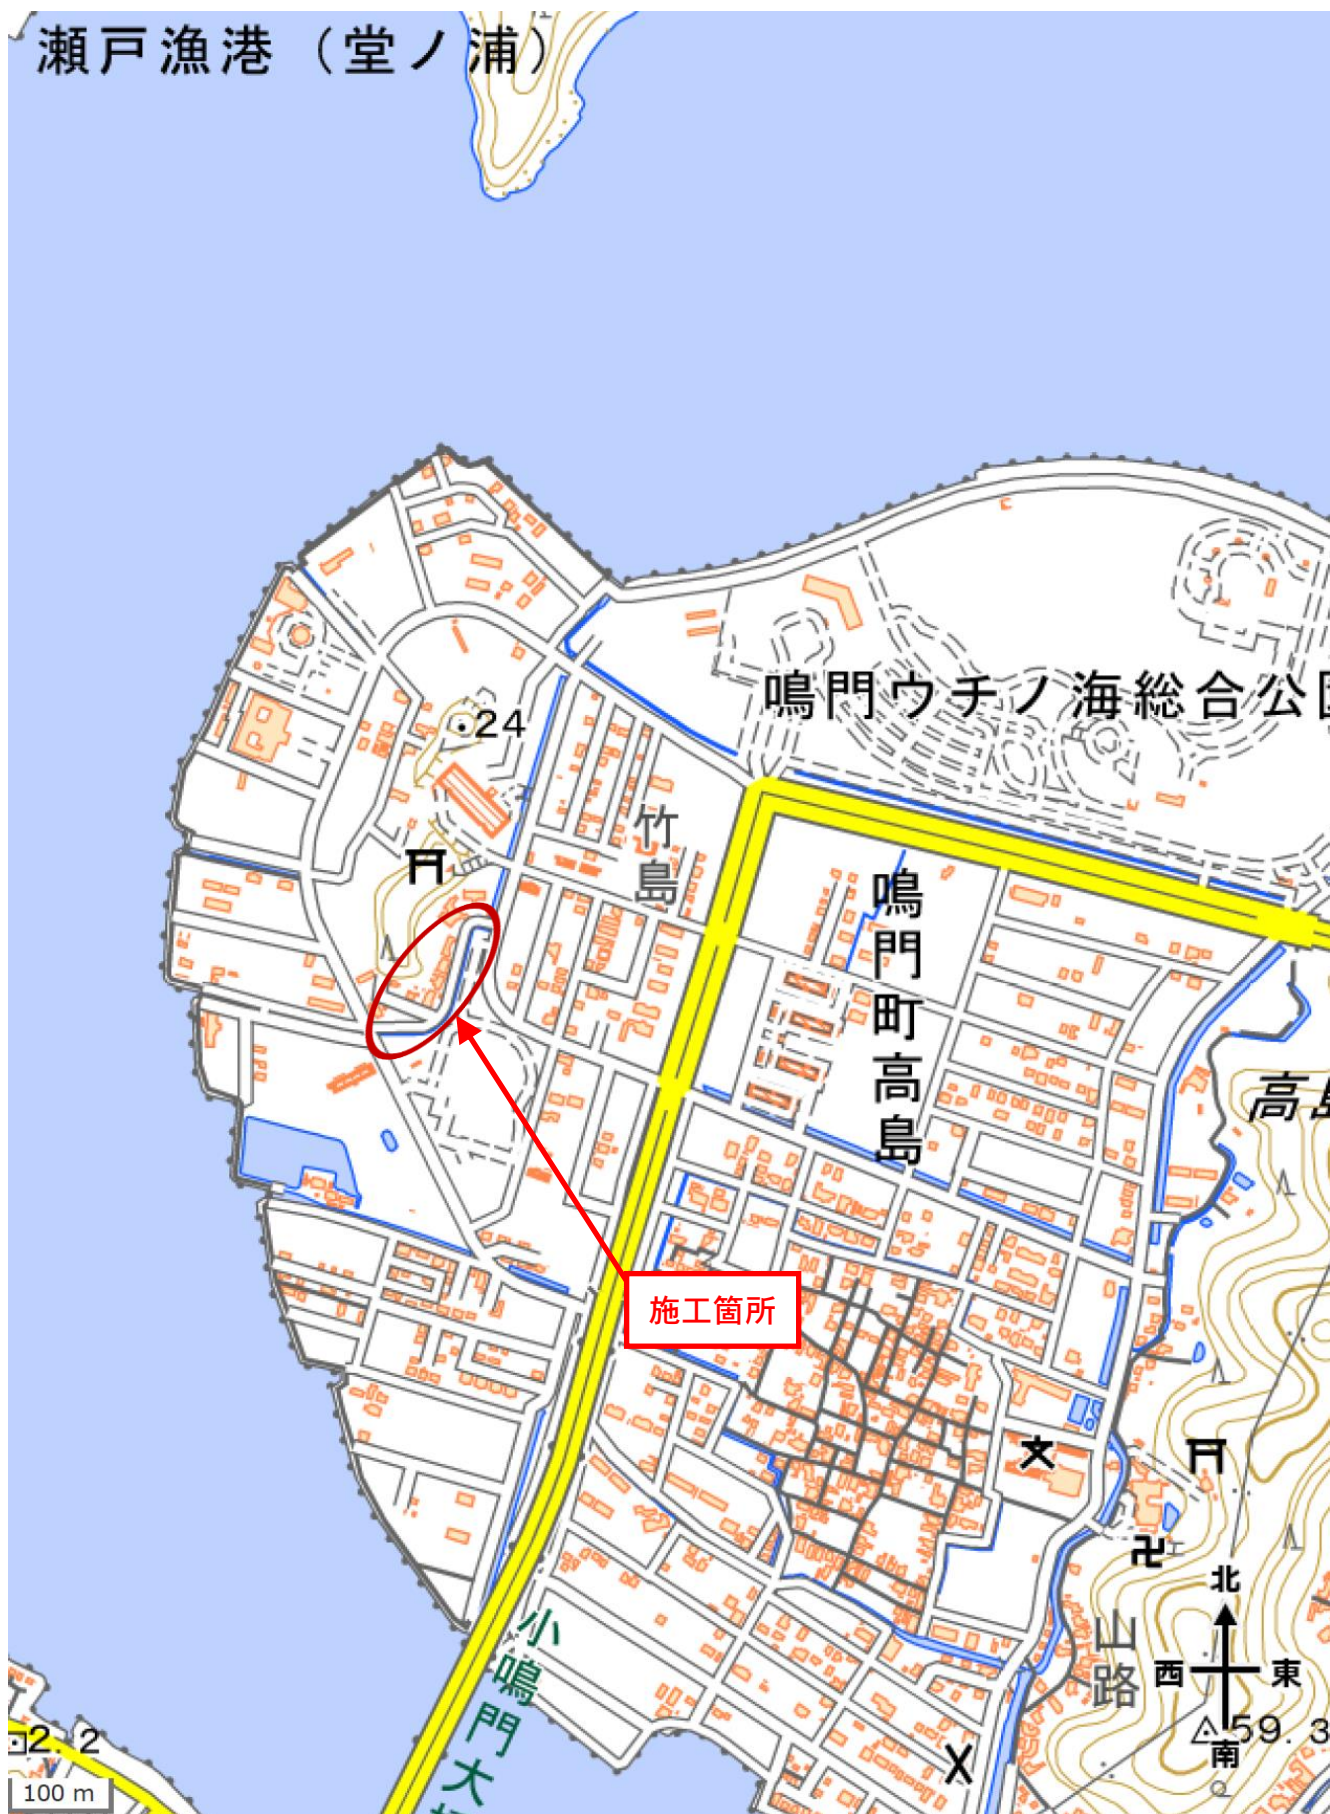 瀬戸漁港（堂ノ浦）
鳴門ウチノ海総合公
24
竹島
鳴門町高島
高島
施工箇所
文
小鳴門大
山路
北
西
東
南
59.3
2.2
100 m